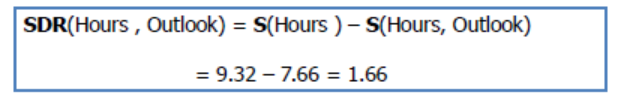 SDR(Hours , Outlook) = S(Hours ) – S(Hours, Outlook)
= 9.32 – 7.66 = 1.66